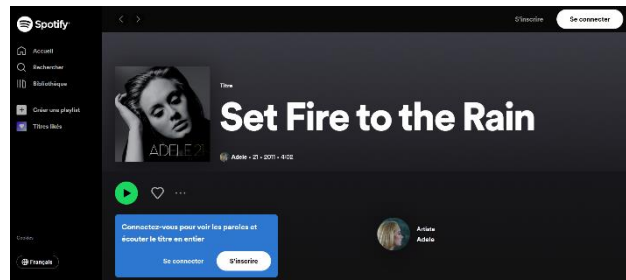 Spotify
S'inscrire
Se connecter
Accueil
Rechercher
Bibliothèque
Créer une playlist
Titres likés
Titre
Set Fire to the Rain
ADELE 21
Adele • 21 • 2011 • 4:02
Connectez-vous pour voir les paroles et
écouter le titre en entier
Se connecter
S'inscrire
Artiste
Adele
Cookies
Français